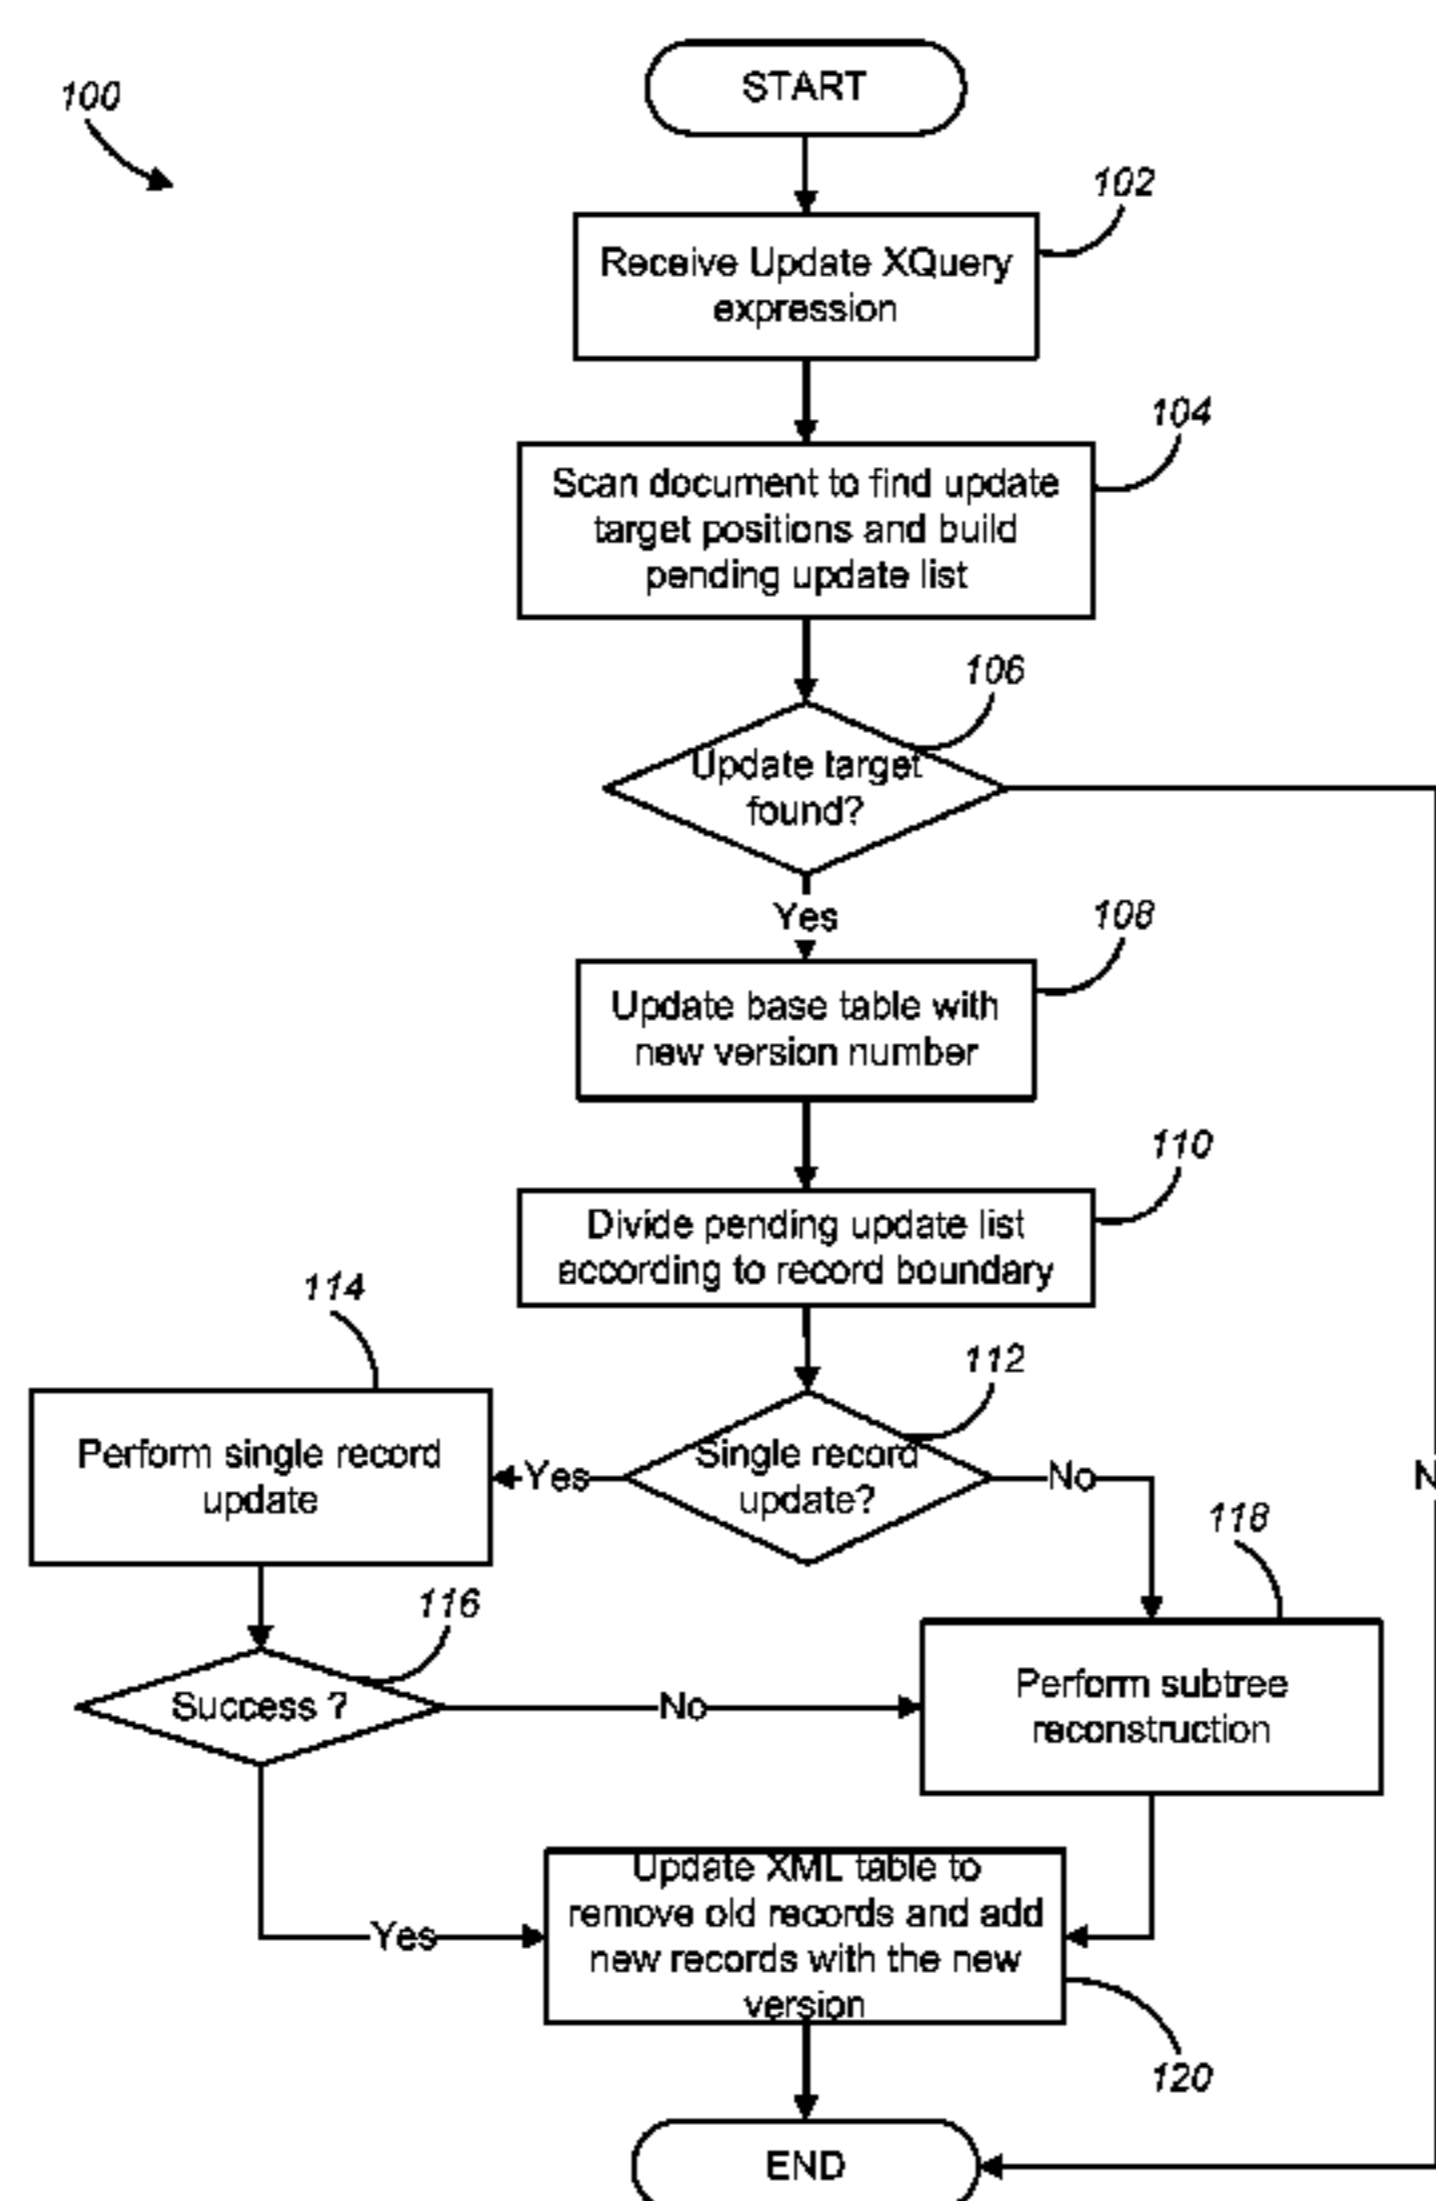 100
START
102
Receive Update XQuery
expression
104
Scan document to find update
target positions and build
pending update list
106
Update target
found?
Yes
108
Update base table with
new version number
110
Divide pending update list
according to record boundary
114
112
Perform single record
update
Yes
Single record
update?
No
N
118
116
Success ?
No
Perform subtree
reconstruction
Update XML table to
remove old records and add
new records with the new
version
Yes
120
END